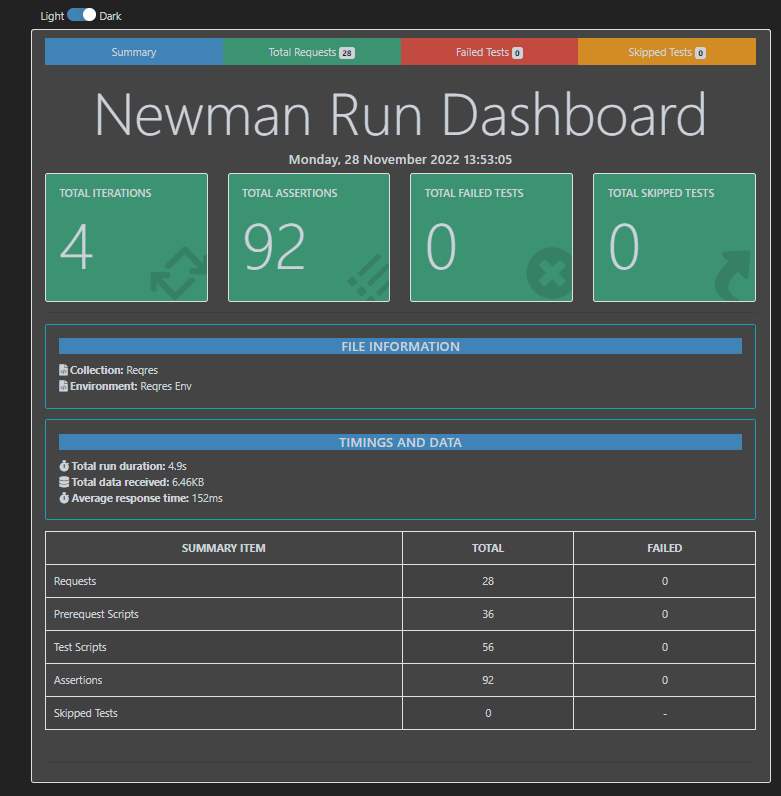 Light Dark
Summary Total Requests 28 Failed Tests 0 Skipped Tests 0
Newman Run Dashboard
Monday, 28 November 2022 13:53:05
TOTAL ITERATIONS TOTAL ASSERTIONS TOTAL FAILED TESTS TOTAL SKIPPED TESTS
4 92 0 0
FILE INFORMATION
Collection: Reqres
Environment: Reqres Env
TIMINGS AND DATA
Total run duration: 4.9s
Total data received: 6.46KB
Average response time: 152ms
SUMMARY ITEM TOTAL FAILED
Requests 28 0
Prerequest Scripts 36 0
Test Scripts 56 0
Assertions 92 0
Skipped Tests 0 -